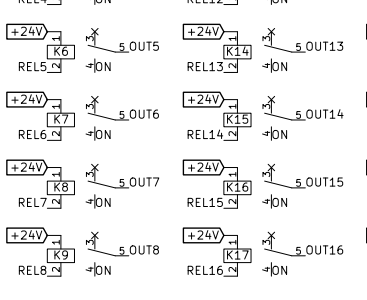 REL4 2 4 ON REL12 2 4 ON
+24V 1 3 +24V 1 3
K6 5 OUT5 K14 5 OUT13
REL5 2 4 ON REL13 2 4 ON
+24V 1 3 +24V 1 3
K7 5 OUT6 K15 5 OUT14
REL6 2 4 ON REL14 2 4 ON
+24V 1 3 +24V 1 3
K8 5 OUT7 K16 5 OUT15
REL7 2 4 ON REL15 2 4 ON
+24V 1 3 +24V 1 3
K9 5 OUT8 K17 5 OUT16
REL8 2 4 ON REL16 2 4 ON